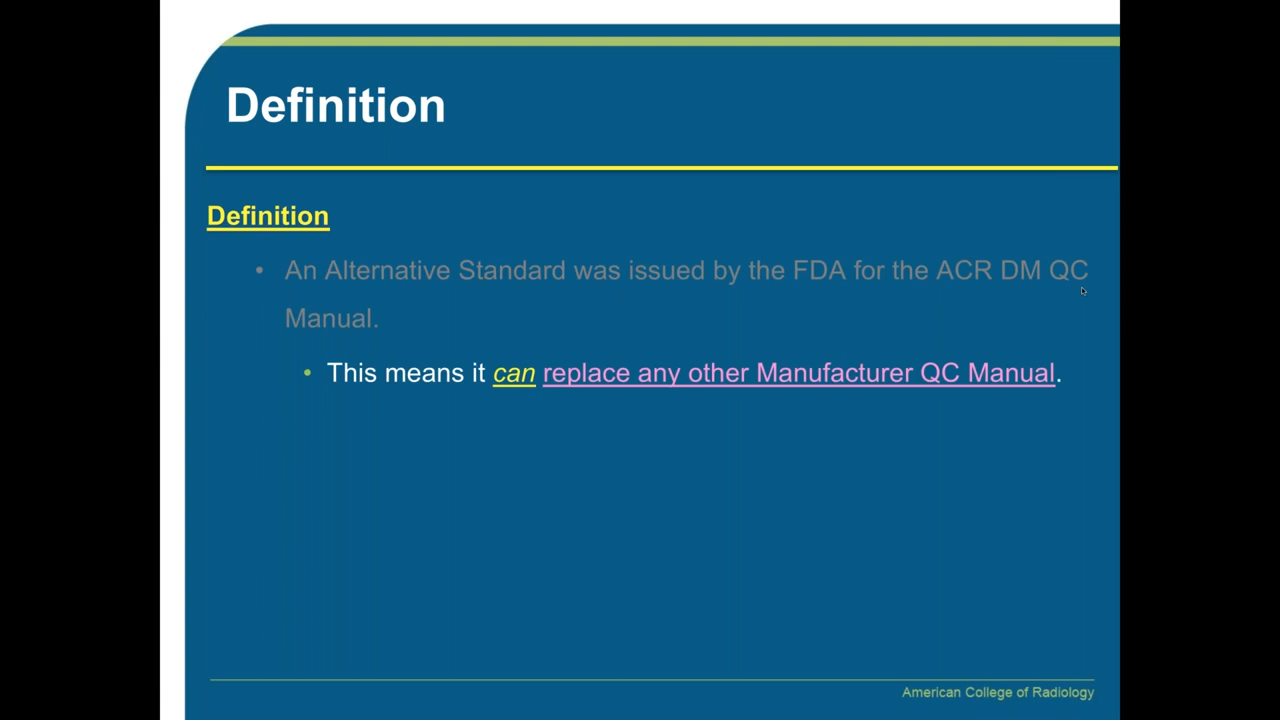 Definition
Definition
• An Alternative Standard was issued by the FDA for the ACR DM QC
Manual.
• This means it can replace any other Manufacturer QC Manual.
American College of Radiology